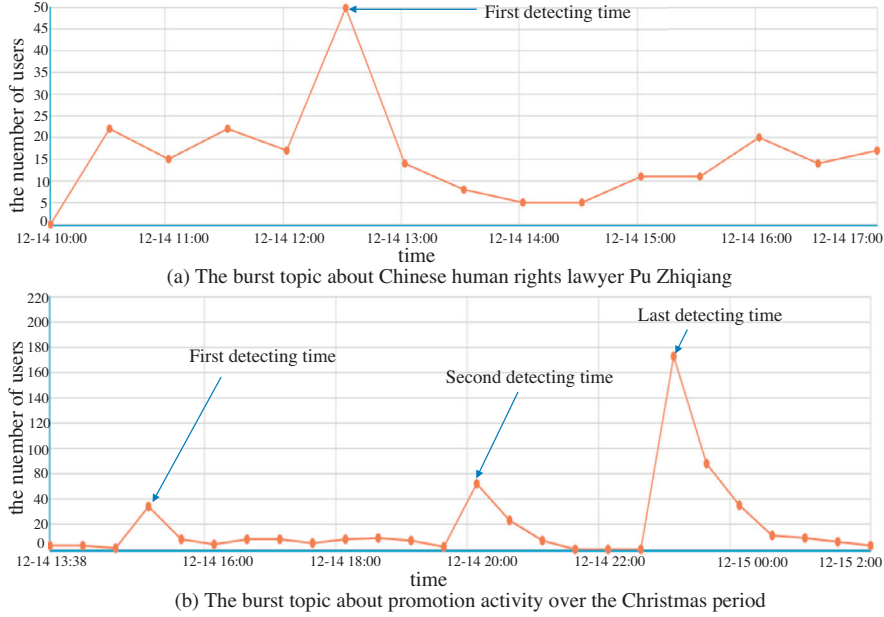 50
First detecting time
45
40
35
30
25
20
15
10
5
0
the nuember of users
12-14 10:00 12-14 11:00 12-14 12:00 12-14 13:00 12-14 14:00 12-14 15:00 12-14 16:00 12-14 17:00
time
(a) The burst topic about Chinese human rights lawyer Pu Zhiqiang
220
200
180
160
140
120
100
80
60
40
20
0
the nuember of users
Last detecting time
First detecting time
Second detecting time
12-14 13:38 12-14 16:00 12-14 18:00 12-14 20:00 12-14 22:00 12-15 00:00 12-15 2:00
time
(b) The burst topic about promotion activity over the Christmas period